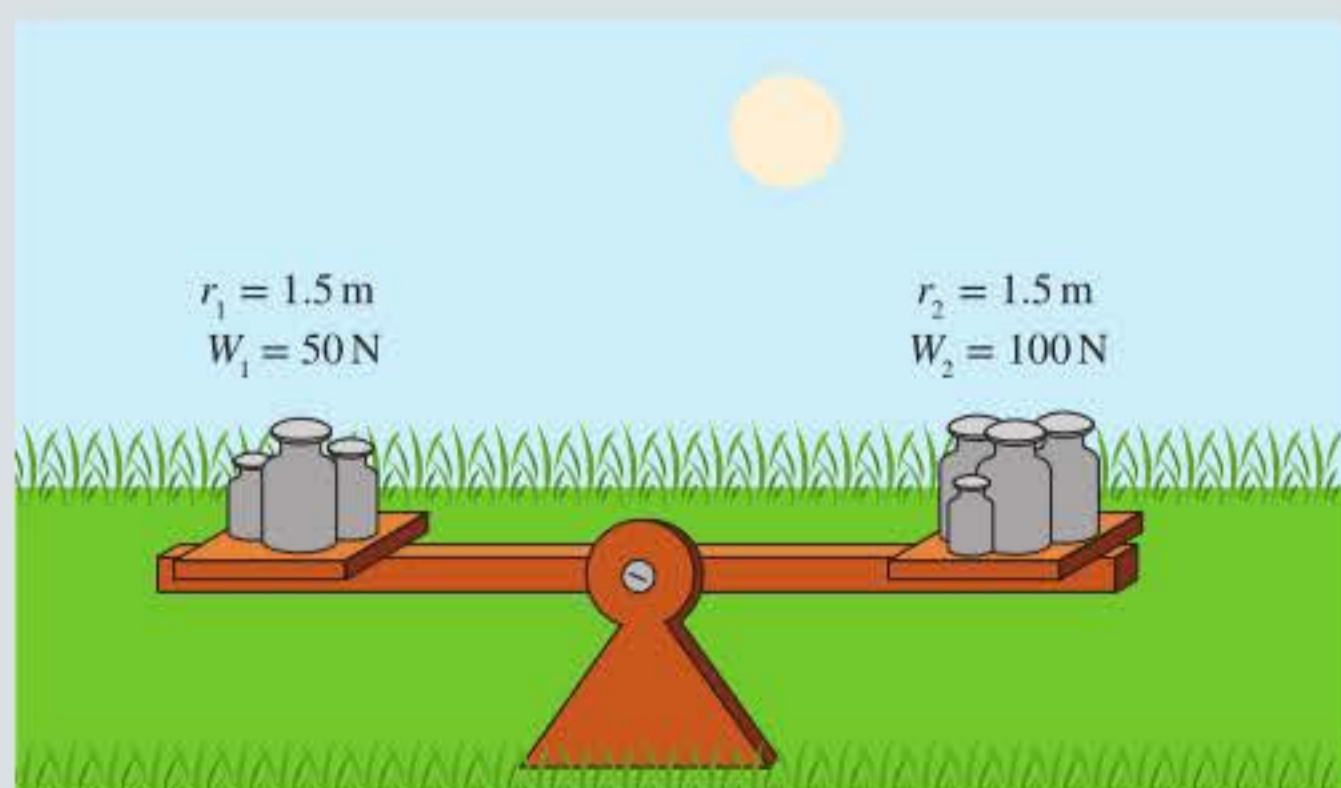 r₁ = 1.5 m
W₁ = 50 N
r₂ = 1.5 m
W₂ = 100 N